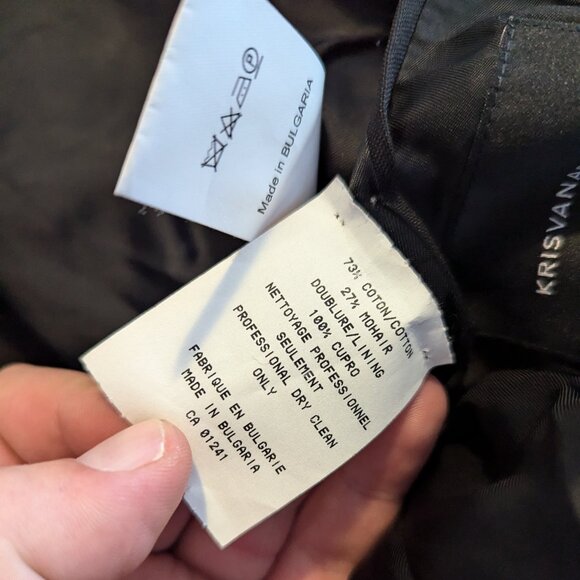 Made in BULGARIA
P
KRISVANA
73% COTON/COTTON
27% MOHAIR
DOUBLURE/LINING
100% CUPRO
NETTOYAGE PROFESSIONNEL
SEULEMENT
PROFESSIONAL DRY CLEAN
ONLY
FABRIQUE EN BULGARIE
MADE IN BULGARIA
CA 01241